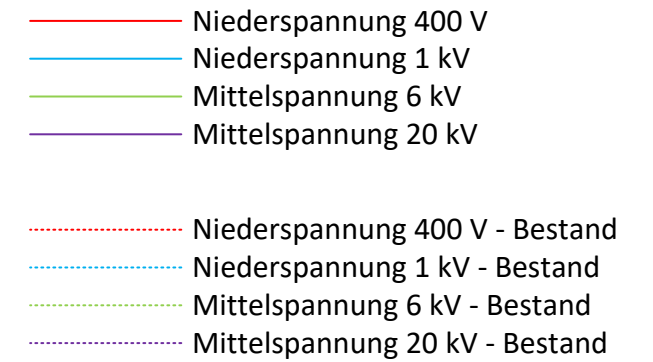 Niederspannung 400 V
Niederspannung 1 kV
Mittelspannung 6 kV
Mittelspannung 20 kV
Niederspannung 400 V - Bestand
Niederspannung 1 kV - Bestand
Mittelspannung 6 kV - Bestand
Mittelspannung 20 kV - Bestand